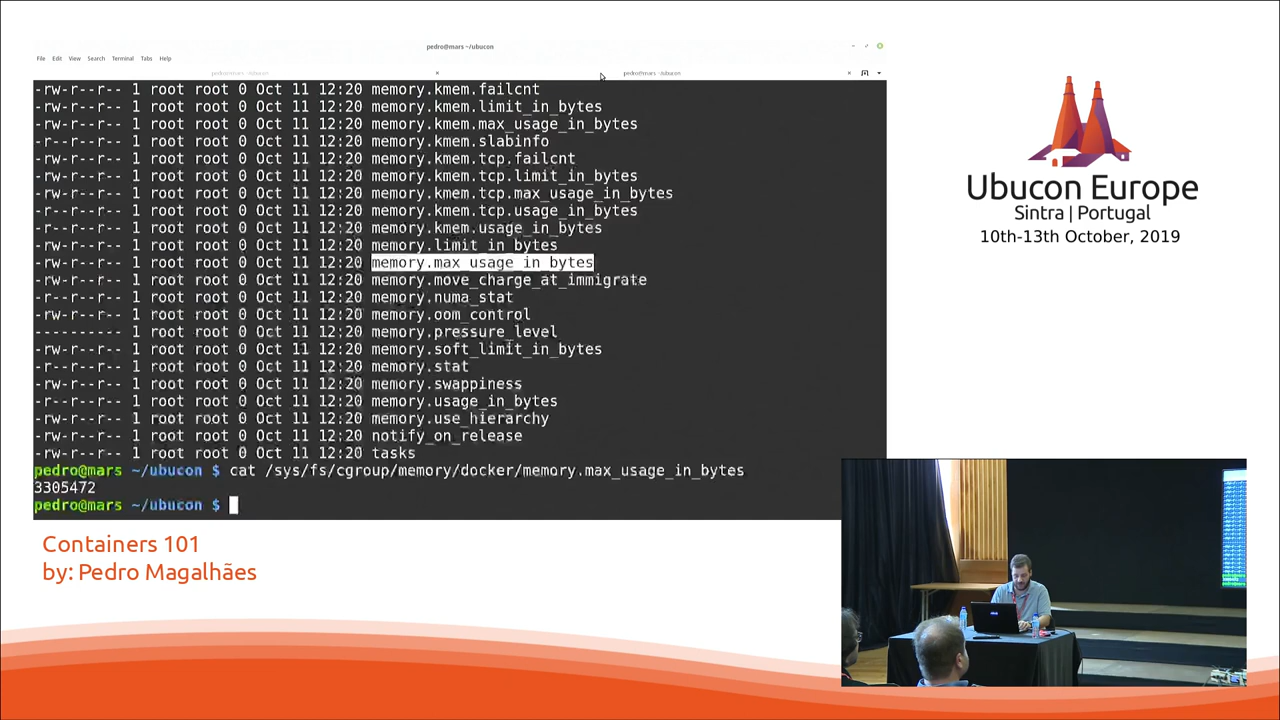 pedro@mars ~/ubucon
File Edit View Search Terminal Tabs Help
pedro@mars ~/ubucon
pedro@mars ~/ubucon
-rw-r--r-- 1 root root 0 Oct 11 12:20 memory.kmem.failcnt
-rw-r--r-- 1 root root 0 Oct 11 12:20 memory.kmem.limit_in_bytes
-rw-r--r-- 1 root root 0 Oct 11 12:20 memory.kmem.max_usage_in_bytes
-r--r--r-- 1 root root 0 Oct 11 12:20 memory.kmem.slabinfo
-rw-r--r-- 1 root root 0 Oct 11 12:20 memory.kmem.tcp.failcnt
-rw-r--r-- 1 root root 0 Oct 11 12:20 memory.kmem.tcp.limit_in_bytes
-rw-r--r-- 1 root root 0 Oct 11 12:20 memory.kmem.tcp.max_usage_in_bytes
-r--r--r-- 1 root root 0 Oct 11 12:20 memory.kmem.tcp.usage_in_bytes
-r--r--r-- 1 root root 0 Oct 11 12:20 memory.kmem.usage_in_bytes
-rw-r--r-- 1 root root 0 Oct 11 12:20 memory.limit_in_bytes
-rw-r--r-- 1 root root 0 Oct 11 12:20 memory.max_usage_in_bytes
-rw-r--r-- 1 root root 0 Oct 11 12:20 memory.move_charge_at_immigrate
-r--r--r-- 1 root root 0 Oct 11 12:20 memory.numa_stat
-rw-r--r-- 1 root root 0 Oct 11 12:20 memory.oom_control
---------- 1 root root 0 Oct 11 12:20 memory.pressure_level
-rw-r--r-- 1 root root 0 Oct 11 12:20 memory.soft_limit_in_bytes
-r--r--r-- 1 root root 0 Oct 11 12:20 memory.stat
-rw-r--r-- 1 root root 0 Oct 11 12:20 memory.swappiness
-r--r--r-- 1 root root 0 Oct 11 12:20 memory.usage_in_bytes
-rw-r--r-- 1 root root 0 Oct 11 12:20 memory.use_hierarchy
-rw-r--r-- 1 root root 0 Oct 11 12:20 notify_on_release
-rw-r--r-- 1 root root 0 Oct 11 12:20 tasks
pedro@mars ~/ubucon $ cat /sys/fs/cgroup/memory/docker/memory.max_usage_in_bytes
3305472
pedro@mars ~/ubucon $
Ubucon Europe
Sintra | Portugal
10th-13th October, 2019
Containers 101
by: Pedro Magalhães